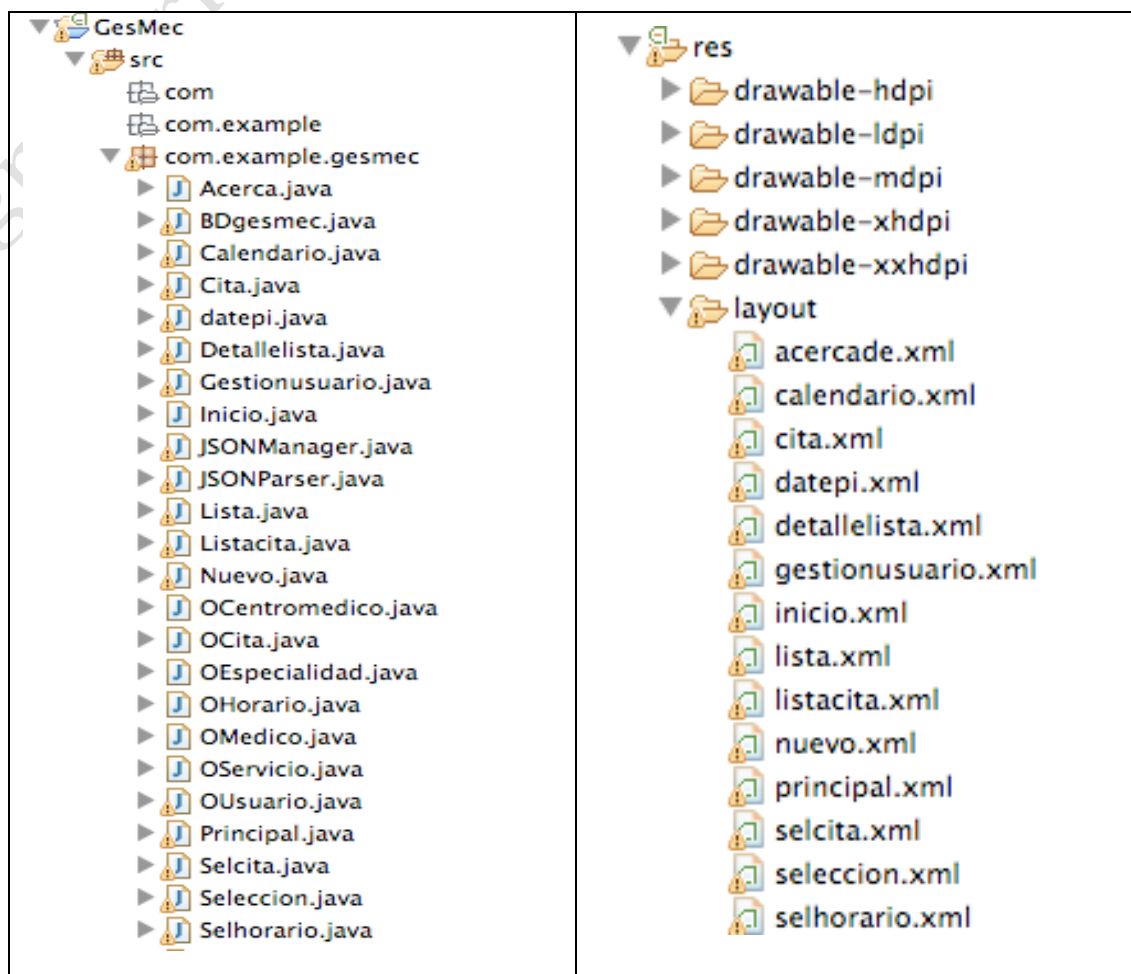 GesMec
src
com
com.example
com.example.gesmec
Acerca.java
BDgesmec.java
Calendario.java
Cita.java
datepi.java
Detallelista.java
Gestionusuario.java
Inicio.java
JSONManager.java
JSONParser.java
Lista.java
Listacita.java
Nuevo.java
OCentromedico.java
OCita.java
OEspecialidad.java
OHorario.java
OMedico.java
OServicio.java
OUsuario.java
Principal.java
Selcita.java
Seleccion.java
Selhorario.java
res
drawable-hdpi
drawable-ldpi
drawable-mdpi
drawable-xhdpi
drawable-xxhdpi
layout
acercade.xml
calendario.xml
cita.xml
datepi.xml
detallelista.xml
gestionusuario.xml
inicio.xml
lista.xml
listacita.xml
nuevo.xml
principal.xml
selcita.xml
seleccion.xml
selhorario.xml